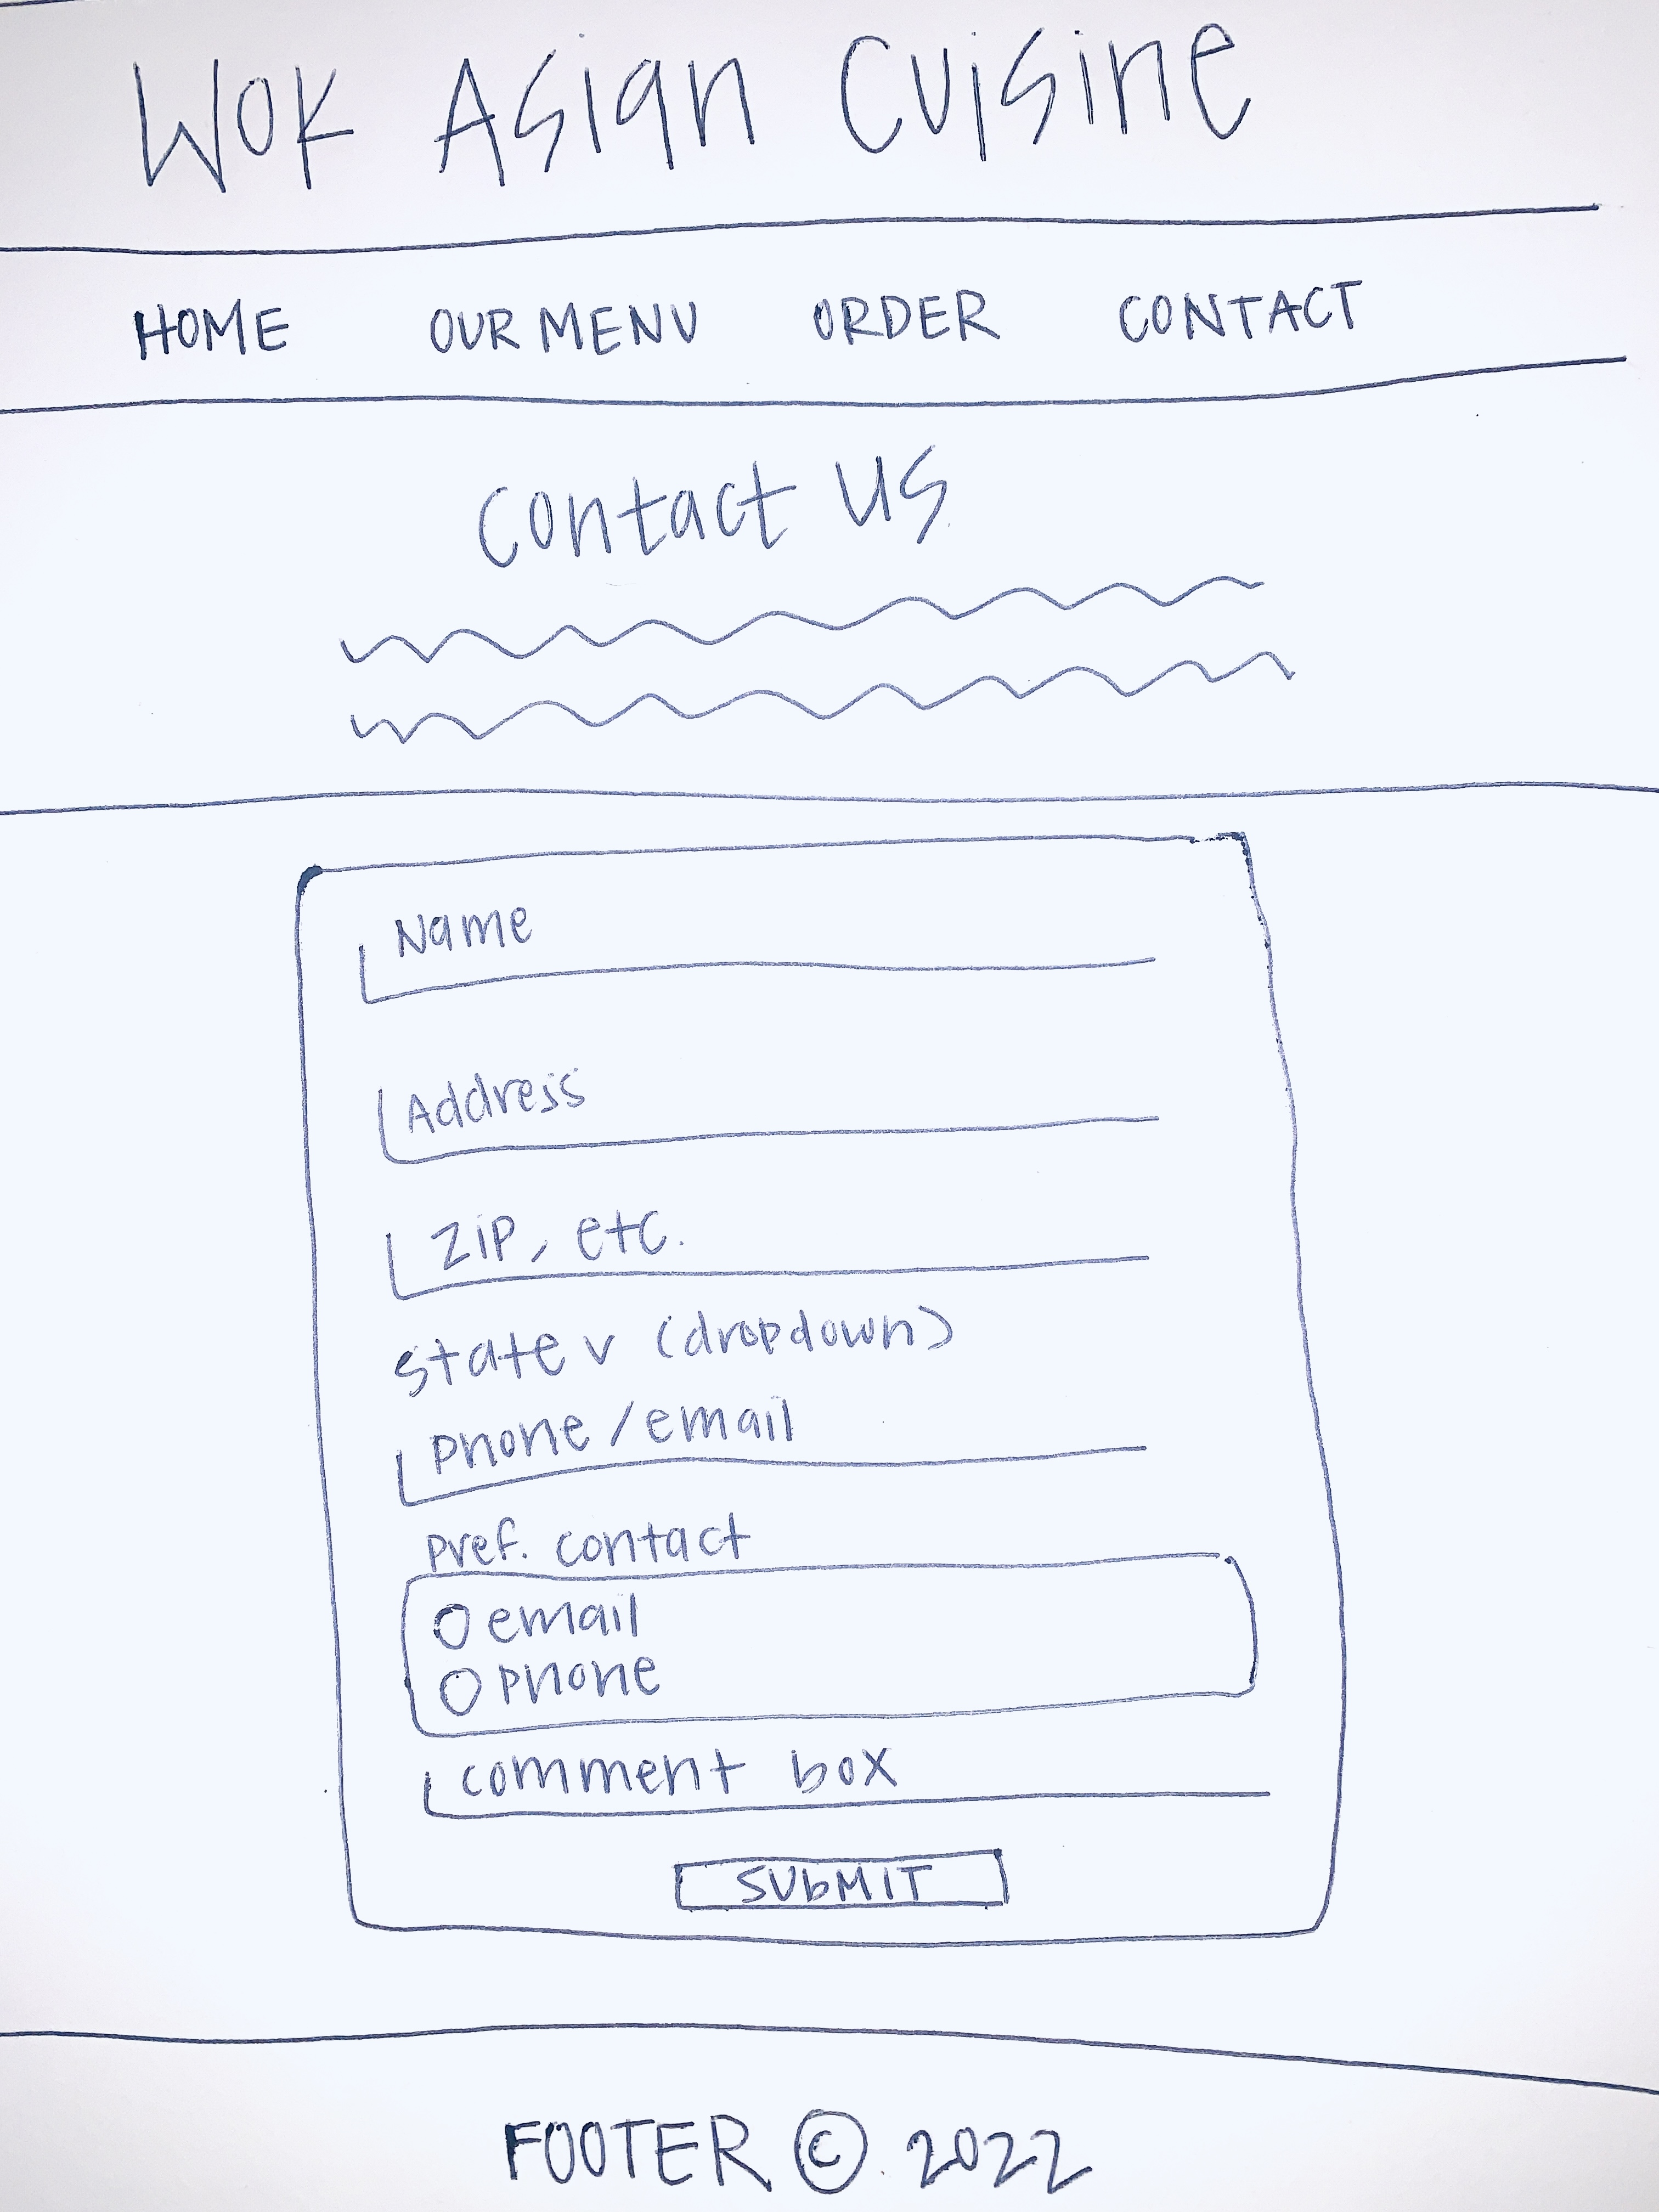 Wok Asian Cuisine
HOME OUR MENU ORDER CONTACT
Contact Us
Name
Address
ZIP, etc.
state v (dropdown)
phone/email
pref. contact
email
phone
comment box
SUbMIT
FOOTER © 2022